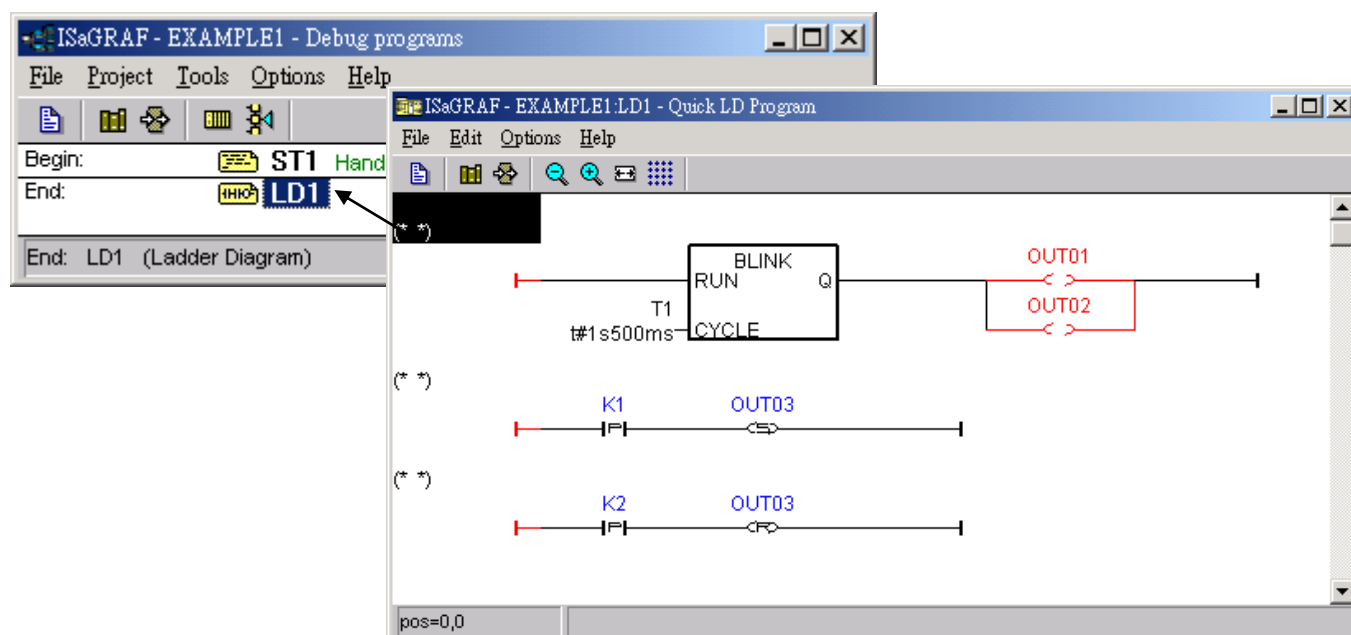 ISaGRAF - EXAMPLE1 - Debug programs
File Project Tools Options Help
Begin: ST1 Hand
End: LD1
End: LD1 (Ladder Diagram)
ISaGRAF - EXAMPLE1:LD1 - Quick LD Program
File Edit Options Help
(* *)
BLINK
RUN Q
T1
t#1s500ms CYCLE
OUT01
OUT02
(* *)
K1 OUT03
P S
(* *)
K2 OUT03
P R
pos=0,0